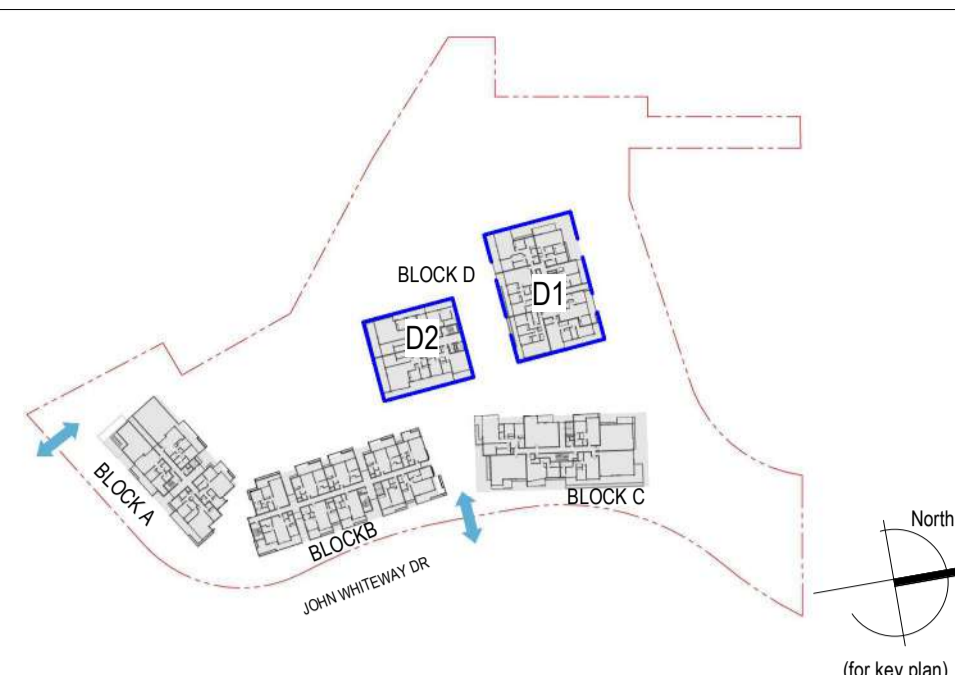 BLOCK D
D1
D2
BLOCK A
BLOCKB
BLOCK C
JOHN WHITEWAY DR
North
(for key plan)